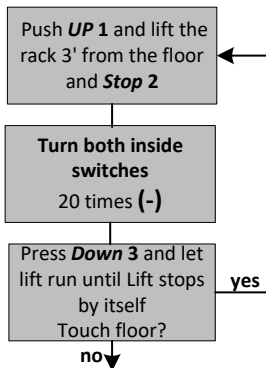 Push UP 1 and lift the
rack 3' from the floor
and Stop 2
Turn both inside
switches
20 times (-)
Press Down 3 and let
lift run until Lift stops
by itself
Touch floor?
yes
no